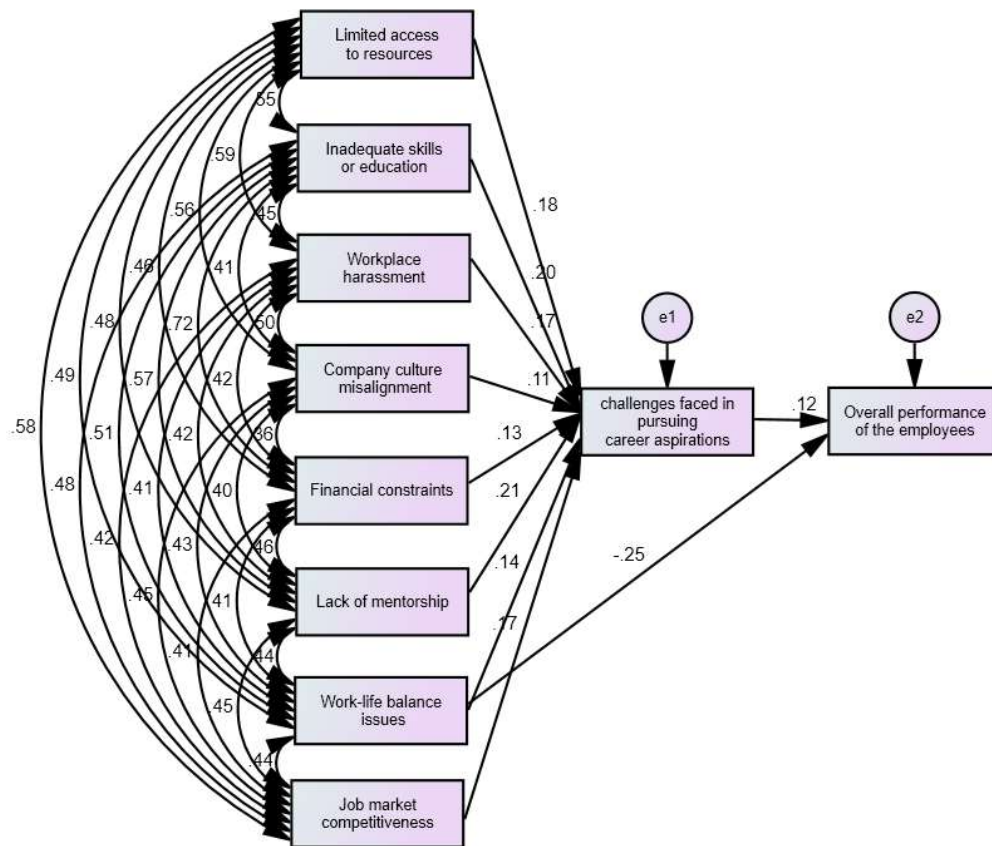 Limited access
to resources
.55
Inadequate skills
or education
.59
.45
.18
.56
.20
Workplace
harassment
.46
.41
.17
e1
e2
.48
.72
.50
.49
.57
.42
Company culture
misalignment
.11
challenges faced in
pursuing
career aspirations
.12
Overall performance
of the employees
.58
.51
.42
.36
.13
.48
.41
.40
Financial constraints
.21
.42
.43
.46
.14
-.25
.45
.41
Lack of mentorship
.17
.41
.44
.45
Work-life balance
issues
.44
Job market
competitiveness